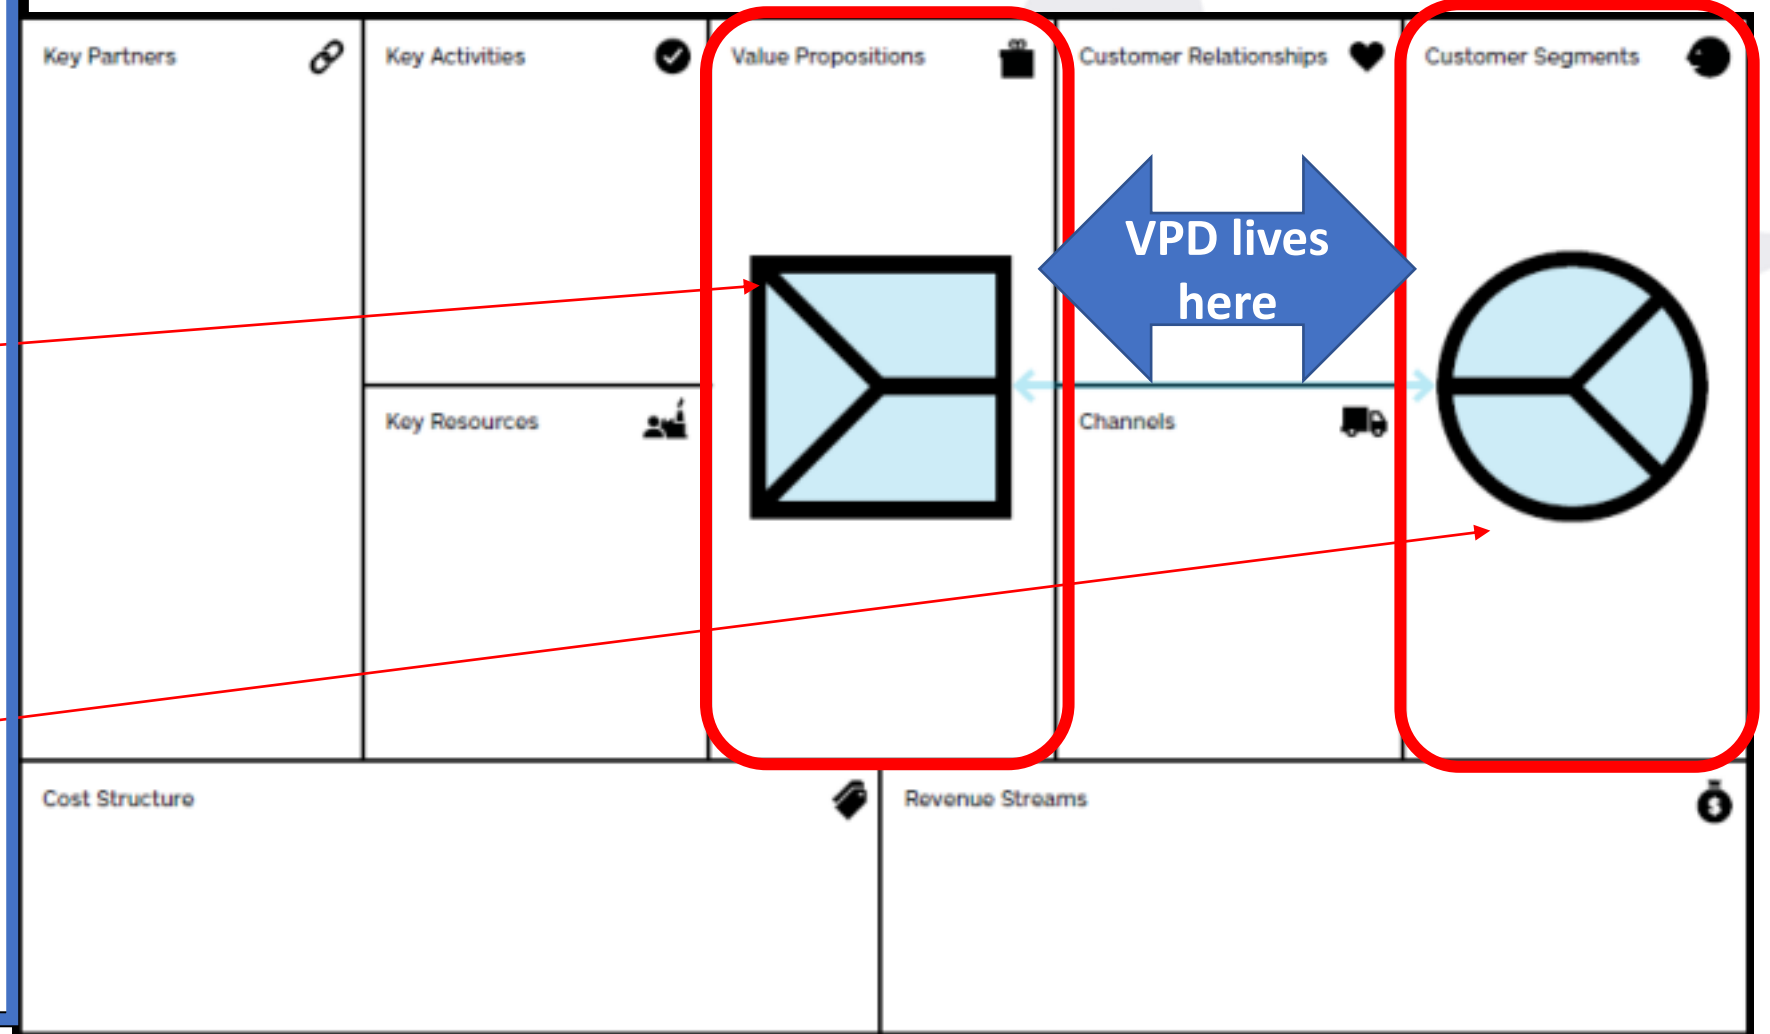 Key Partners
Key Activities
Value Propositions
Customer Relationships
Customer Segments
VPD lives
here
Key Resources
Channels
Cost Structure
Revenue Streams